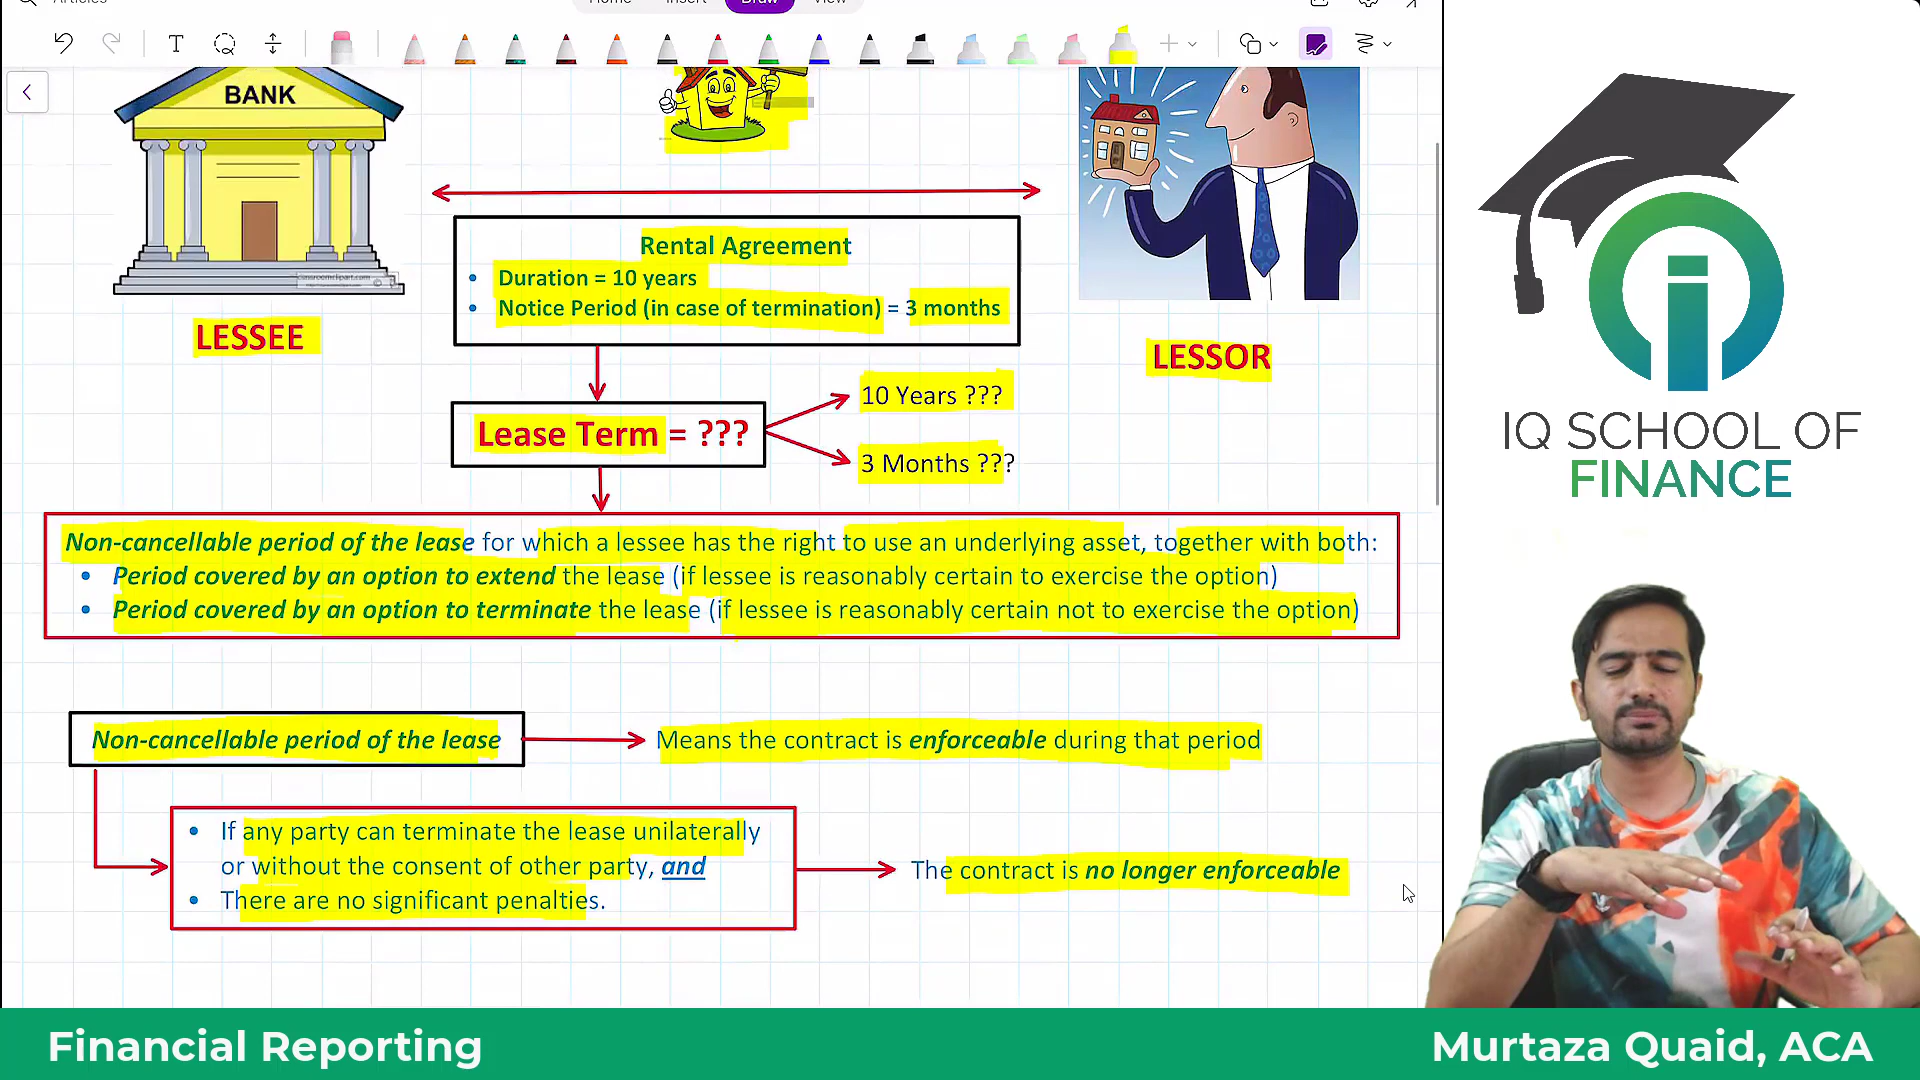 Articles
Home Insert Draw View
T
BANK
Rental Agreement
• Duration = 10 years
• Notice Period (in case of termination) = 3 months
LESSEE
LESSOR
10 Years ???
Lease Term = ???
3 Months ???
Non-cancellable period of the lease for which a lessee has the right to use an underlying asset, together with both:
• Period covered by an option to extend the lease (if lessee is reasonably certain to exercise the option)
• Period covered by an option to terminate the lease (if lessee is reasonably certain not to exercise the option)
Non-cancellable period of the lease
Means the contract is enforceable during that period
• If any party can terminate the lease unilaterally
or without the consent of other party, and
• There are no significant penalties.
The contract is no longer enforceable
IQ SCHOOL OF
FINANCE
Financial Reporting
Murtaza Quaid, ACA